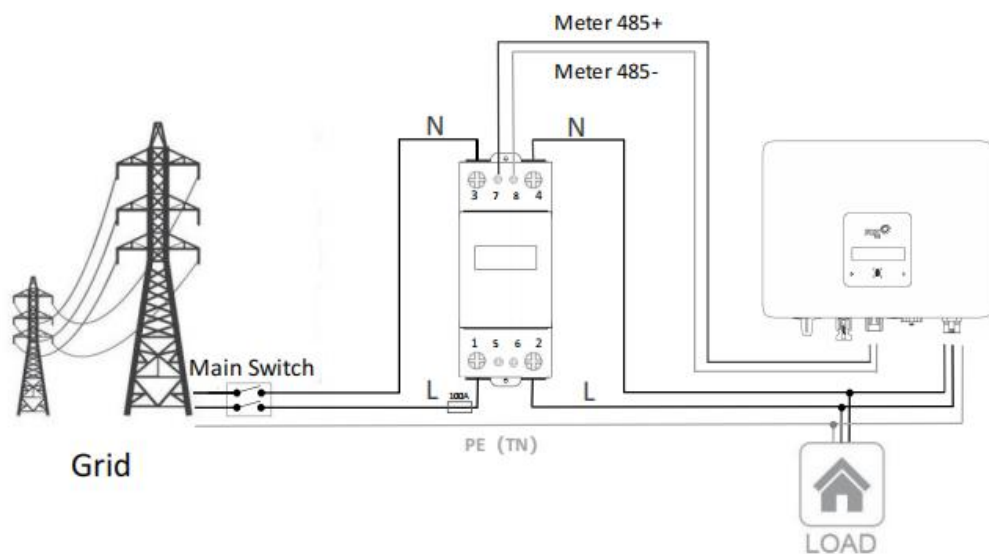 Meter 485+
Meter 485-
N
N
3 7 8 4
1 5 6 2
Main Switch
L
100A
L
PE (TN)
Grid
LOAD